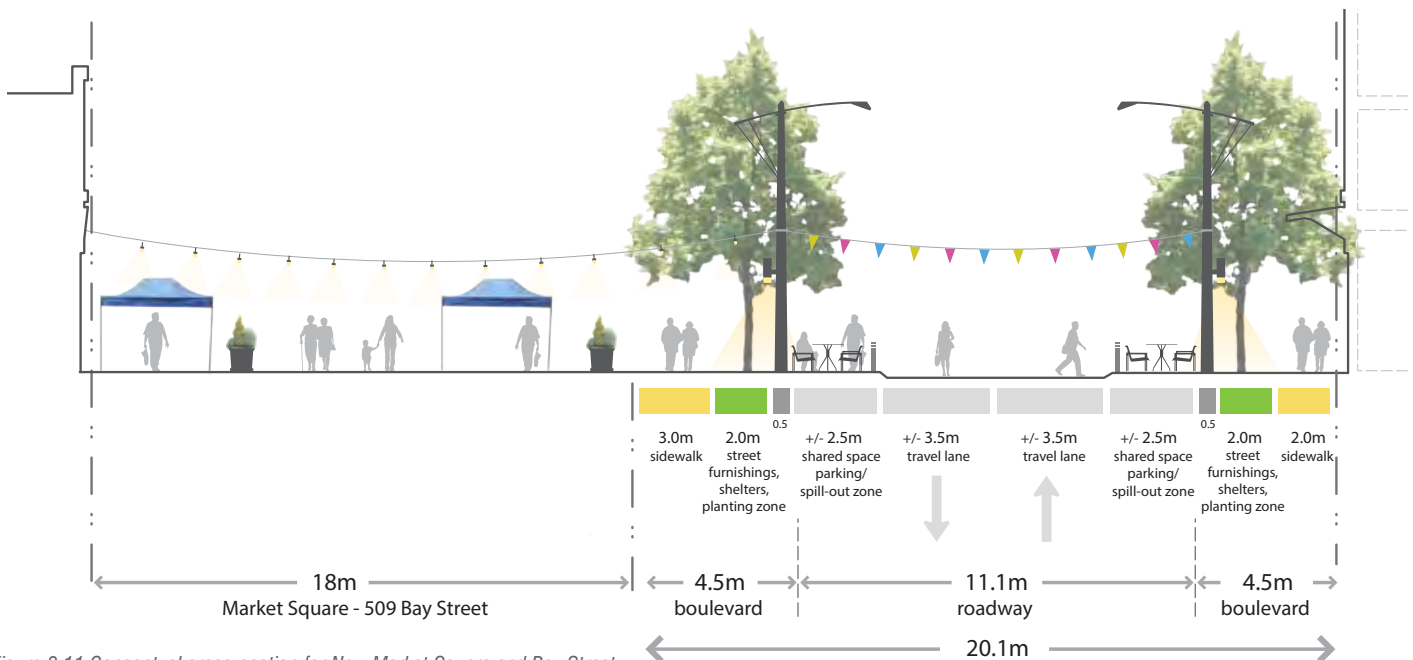 0.5
0.5
3.0m
sidewalk
2.0m
street
furnishings,
shelters,
planting zone
+/- 2.5m
shared space
parking/
spill-out zone
+/- 3.5m
travel lane
+/- 3.5m
travel lane
+/- 2.5m
shared space
parking/
spill-out zone
2.0m
street
furnishings,
shelters,
planting zone
2.0m
sidewalk
18m
Market Square - 509 Bay Street
4.5m
boulevard
11.1m
roadway
4.5m
boulevard
20.1m